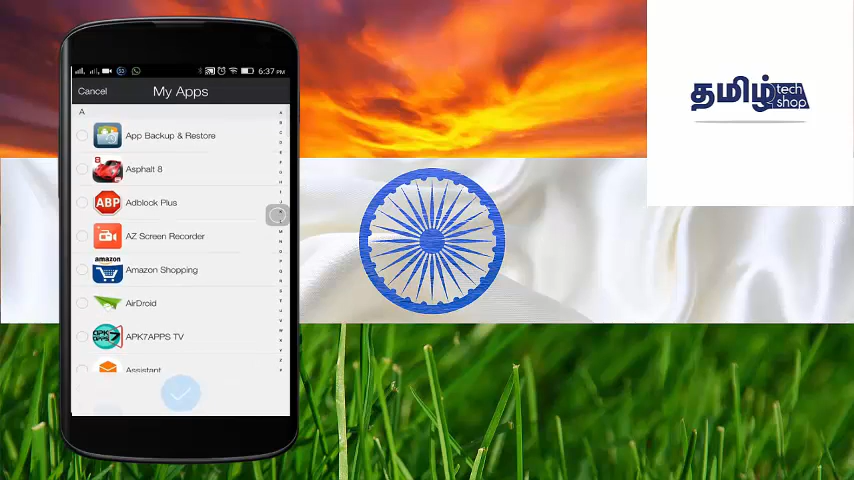 6:37 PM
Cancel
My Apps
A
App Backup & Restore
Asphalt 8
ABP
Adblock Plus
AZ Screen Recorder
amazon
Amazon Shopping
AirDroid
APK7APPS TV
Assistant
தமிழ் tech
shop